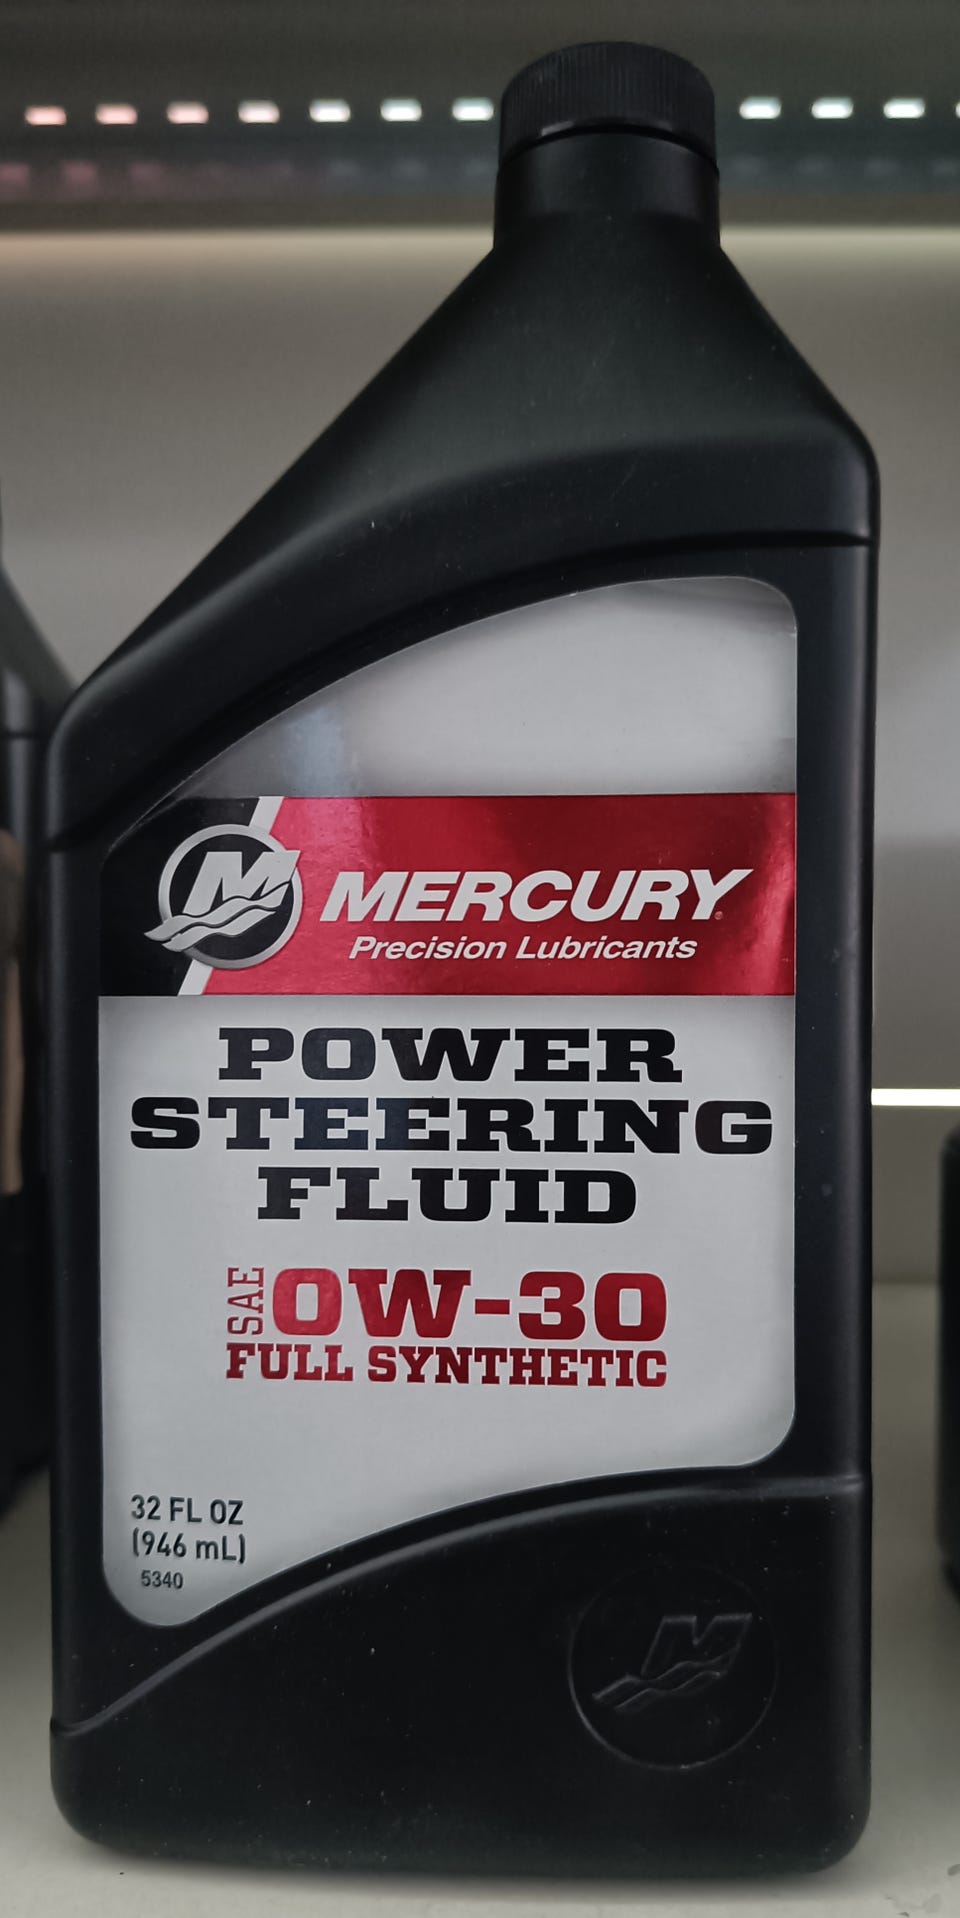 M
MERCURY
Precision Lubricants
POWER
STEERING
FLUID
SAE 0W-30
FULL SYNTHETIC
32 FL OZ
(946 mL)
5340
M